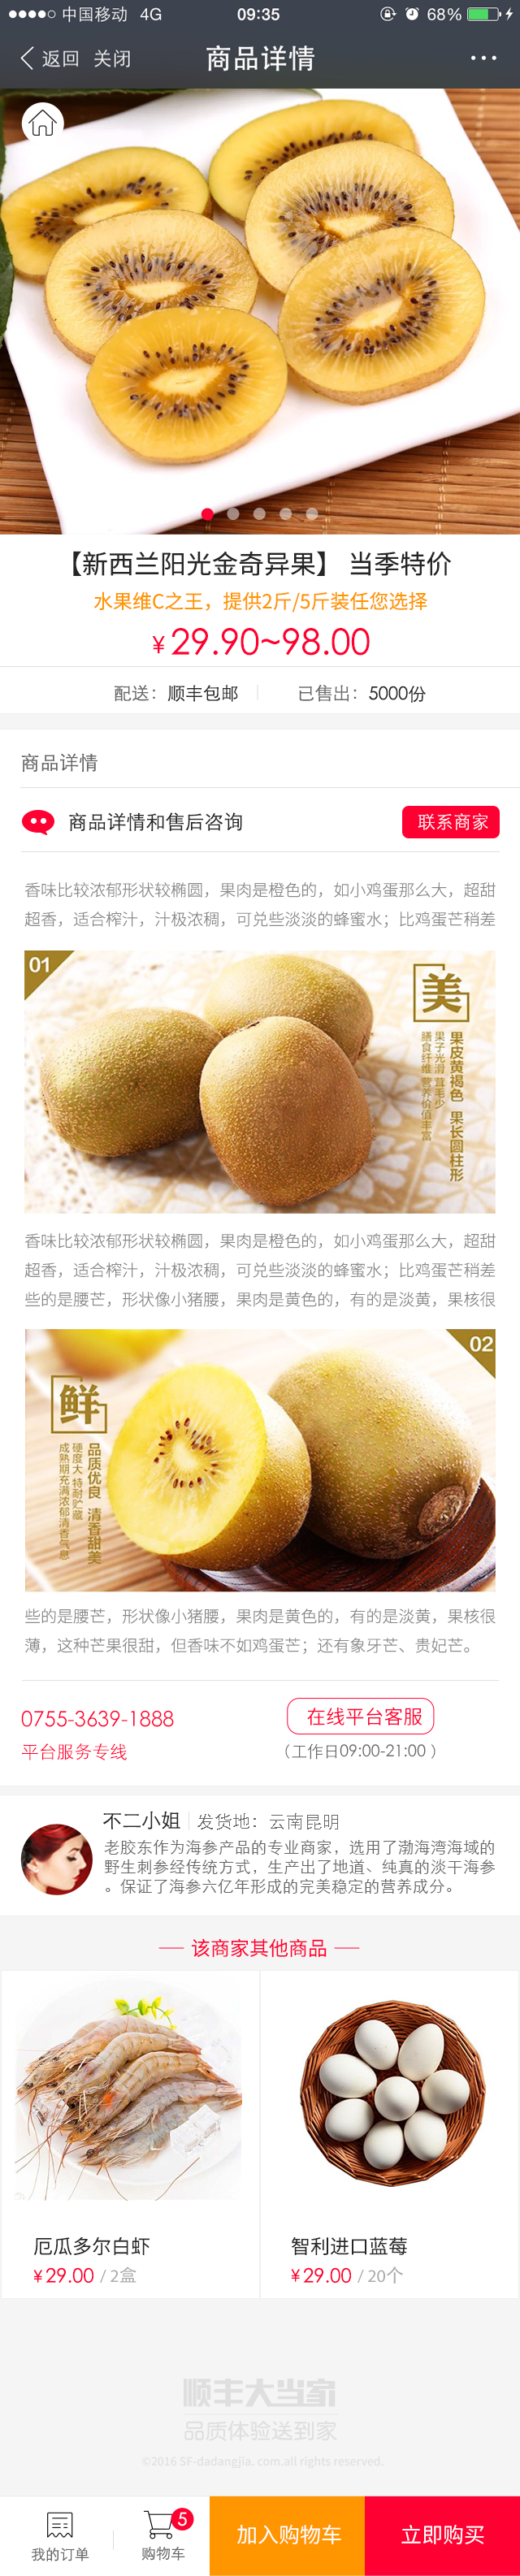 中国移动 4G 09:35 68%
返回 关闭 商品详情
【新西兰阳光金奇异果】 当季特价
水果维C之王，提供2斤/5斤装任您选择
¥29.90~98.00
配送：顺丰包邮 已售出：5000份
商品详情
商品详情和售后咨询 联系商家
香味比较浓郁形状较椭圆，果肉是橙色的，如小鸡蛋那么大，超甜
超香，适合榨汁，汁极浓稠，可兑些淡淡的蜂蜜水；比鸡蛋芒稍差
01
美
果皮黄褐色 果长圆柱形
果子光滑 茸毛少
膳食纤维 营养价值丰富
香味比较浓郁形状较椭圆，果肉是橙色的，如小鸡蛋那么大，超甜
超香，适合榨汁，汁极浓稠，可兑些淡淡的蜂蜜水；比鸡蛋芒稍差
些的是腰芒，形状像小猪腰，果肉是黄色的，有的是淡黄，果核很
02
鲜
品质优良 清香甜美
硬度大 特耐贮藏
成熟期充满浓郁清香气息
些的是腰芒，形状像小猪腰，果肉是黄色的，有的是淡黄，果核很
薄，这种芒果很甜，但香味不如鸡蛋芒；还有象牙芒、贵妃芒。
0755-3639-1888 在线平台客服
平台服务专线 （工作日09:00-21:00 ）
不二小姐 发货地：云南昆明
老胶东作为海参产品的专业商家，选用了渤海湾海域的
野生刺参经传统方式，生产出了地道、纯真的淡干海参
。保证了海参六亿年形成的完美稳定的营养成分。
该商家其他商品
厄瓜多尔白虾 智利进口蓝莓
¥29.00 / 2盒 ¥29.00 / 20个
顺丰大当家
品质体验送到家
©2016 SF-dadangjia. com.all rights reserved.
5
我的订单 购物车 加入购物车 立即购买